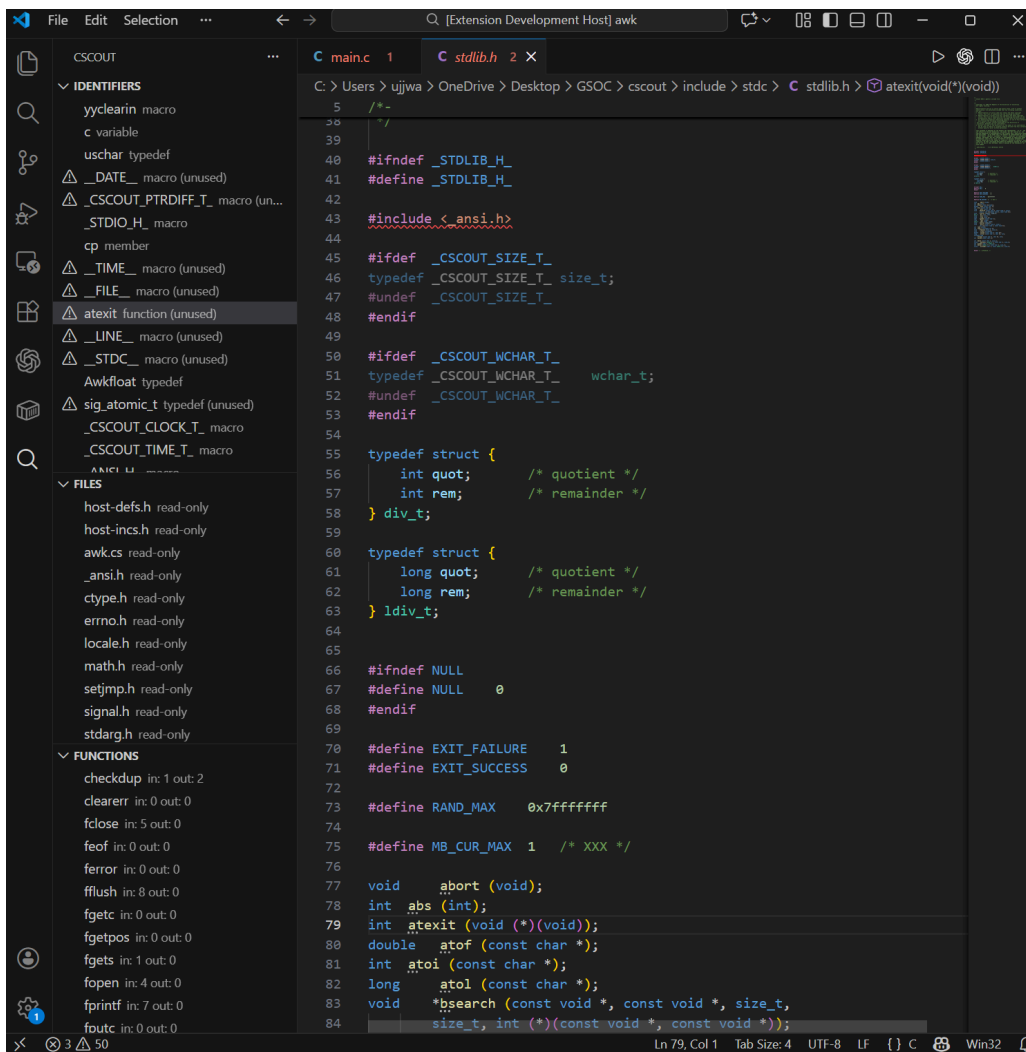 File Edit Selection ··· [Extension Development Host] awk
CSCOUT
IDENTIFIERS
yyclearin macro
c variable
uschar typedef
__DATE__ macro (unused)
_CSCOUT_PTRDIFF_T_ macro (un...
_STDIO_H_ macro
cp member
__TIME__ macro (unused)
__FILE__ macro (unused)
atexit function (unused)
__LINE__ macro (unused)
__STDC__ macro (unused)
Awkfloat typedef
sig_atomic_t typedef (unused)
_CSCOUT_CLOCK_T_ macro
_CSCOUT_TIME_T_ macro
_ANSI_H_ macro
FILES
host-defs.h read-only
host-incs.h read-only
awk.cs read-only
_ansi.h read-only
ctype.h read-only
errno.h read-only
locale.h read-only
math.h read-only
setjmp.h read-only
signal.h read-only
stdarg.h read-only
FUNCTIONS
checkdup in: 1 out: 2
clearerr in: 0 out: 0
fclose in: 5 out: 0
feof in: 0 out: 0
ferror in: 0 out: 0
fflush in: 8 out: 0
fgetc in: 0 out: 0
fgetpos in: 0 out: 0
fgets in: 1 out: 0
fopen in: 4 out: 0
fprintf in: 7 out: 0
fputc in: 0 out: 0
C main.c 1 C stdlib.h 2
C: > Users > ujjwa > OneDrive > Desktop > GSOC > cscout > include > stdc > C stdlib.h > atexit(void(*)(void))
5 /*-
38 */
39
40 #ifndef _STDLIB_H_
41 #define _STDLIB_H_
42
43 #include <_ansi.h>
44
45 #ifdef _CSCOUT_SIZE_T_
46 typedef _CSCOUT_SIZE_T_ size_t;
47 #undef _CSCOUT_SIZE_T_
48 #endif
49
50 #ifdef _CSCOUT_WCHAR_T_
51 typedef _CSCOUT_WCHAR_T_ wchar_t;
52 #undef _CSCOUT_WCHAR_T_
53 #endif
54
55 typedef struct {
56 int quot; /* quotient */
57 int rem; /* remainder */
58 } div_t;
59
60 typedef struct {
61 long quot; /* quotient */
62 long rem; /* remainder */
63 } ldiv_t;
64
65
66 #ifndef NULL
67 #define NULL 0
68 #endif
69
70 #define EXIT_FAILURE 1
71 #define EXIT_SUCCESS 0
72
73 #define RAND_MAX 0x7fffffff
74
75 #define MB_CUR_MAX 1 /* XXX */
76
77 void abort (void);
78 int abs (int);
79 int atexit (void (*)(void));
80 double atof (const char *);
81 int atoi (const char *);
82 long atol (const char *);
83 void *bsearch (const void *, const void *, size_t,
84 size_t, int (*)(const void *, const void *));
1
3 50 Ln 79, Col 1 Tab Size: 4 UTF-8 LF {} C Win32